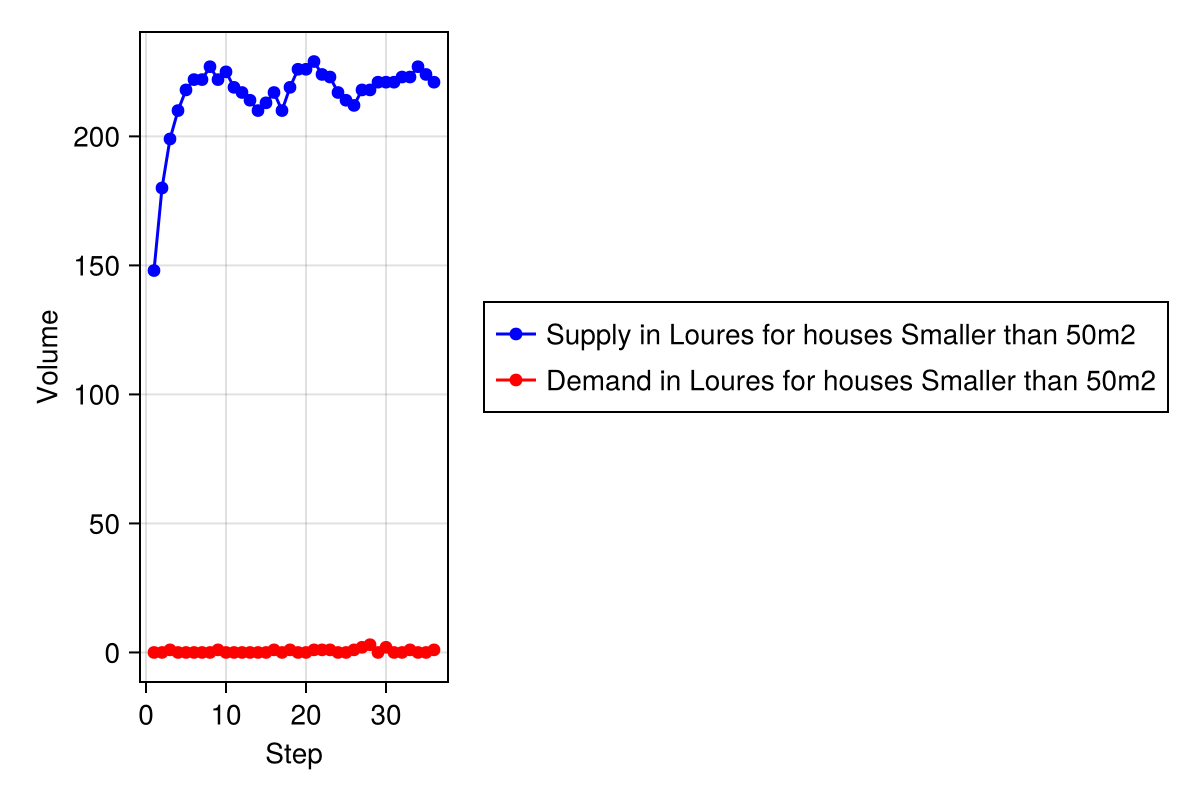 Volume
200
150
100
50
0
0 10 20 30
Step
Supply in Loures for houses Smaller than 50m2
Demand in Loures for houses Smaller than 50m2